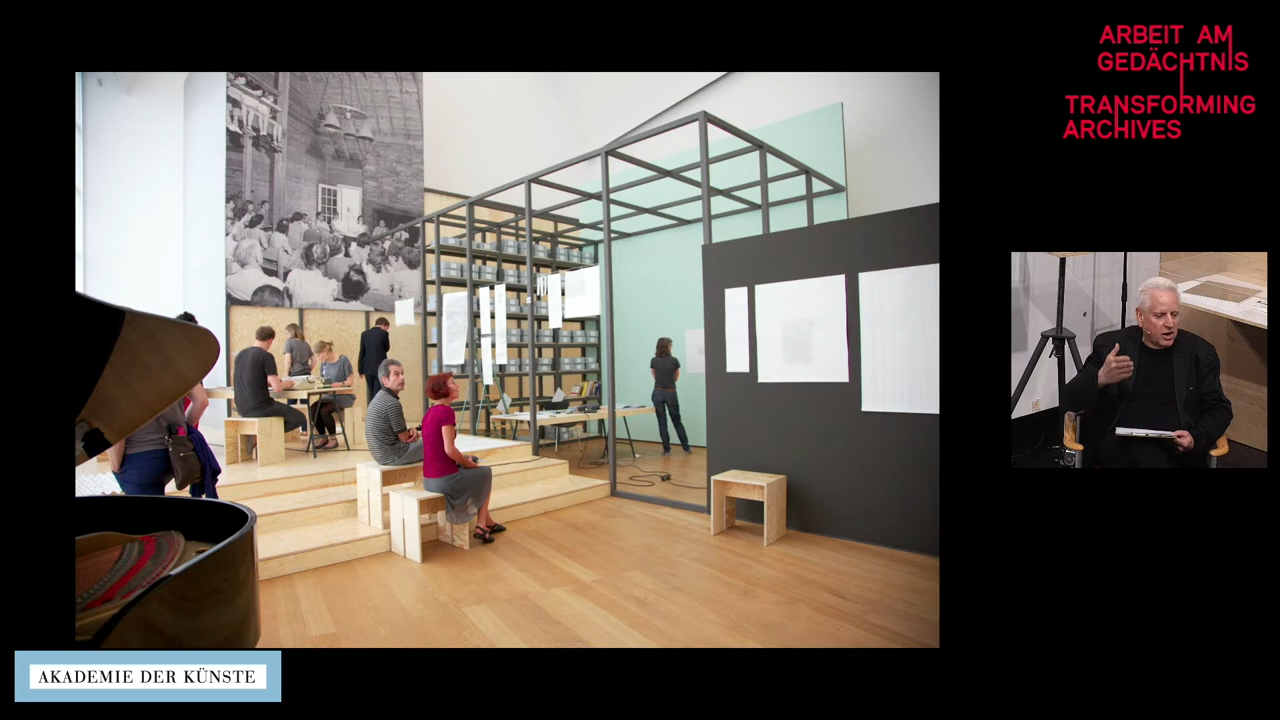 ARBEIT AM
GEDÄCHTNIS
TRANSFORMING
ARCHIVES
AKADEMIE DER KÜNSTE